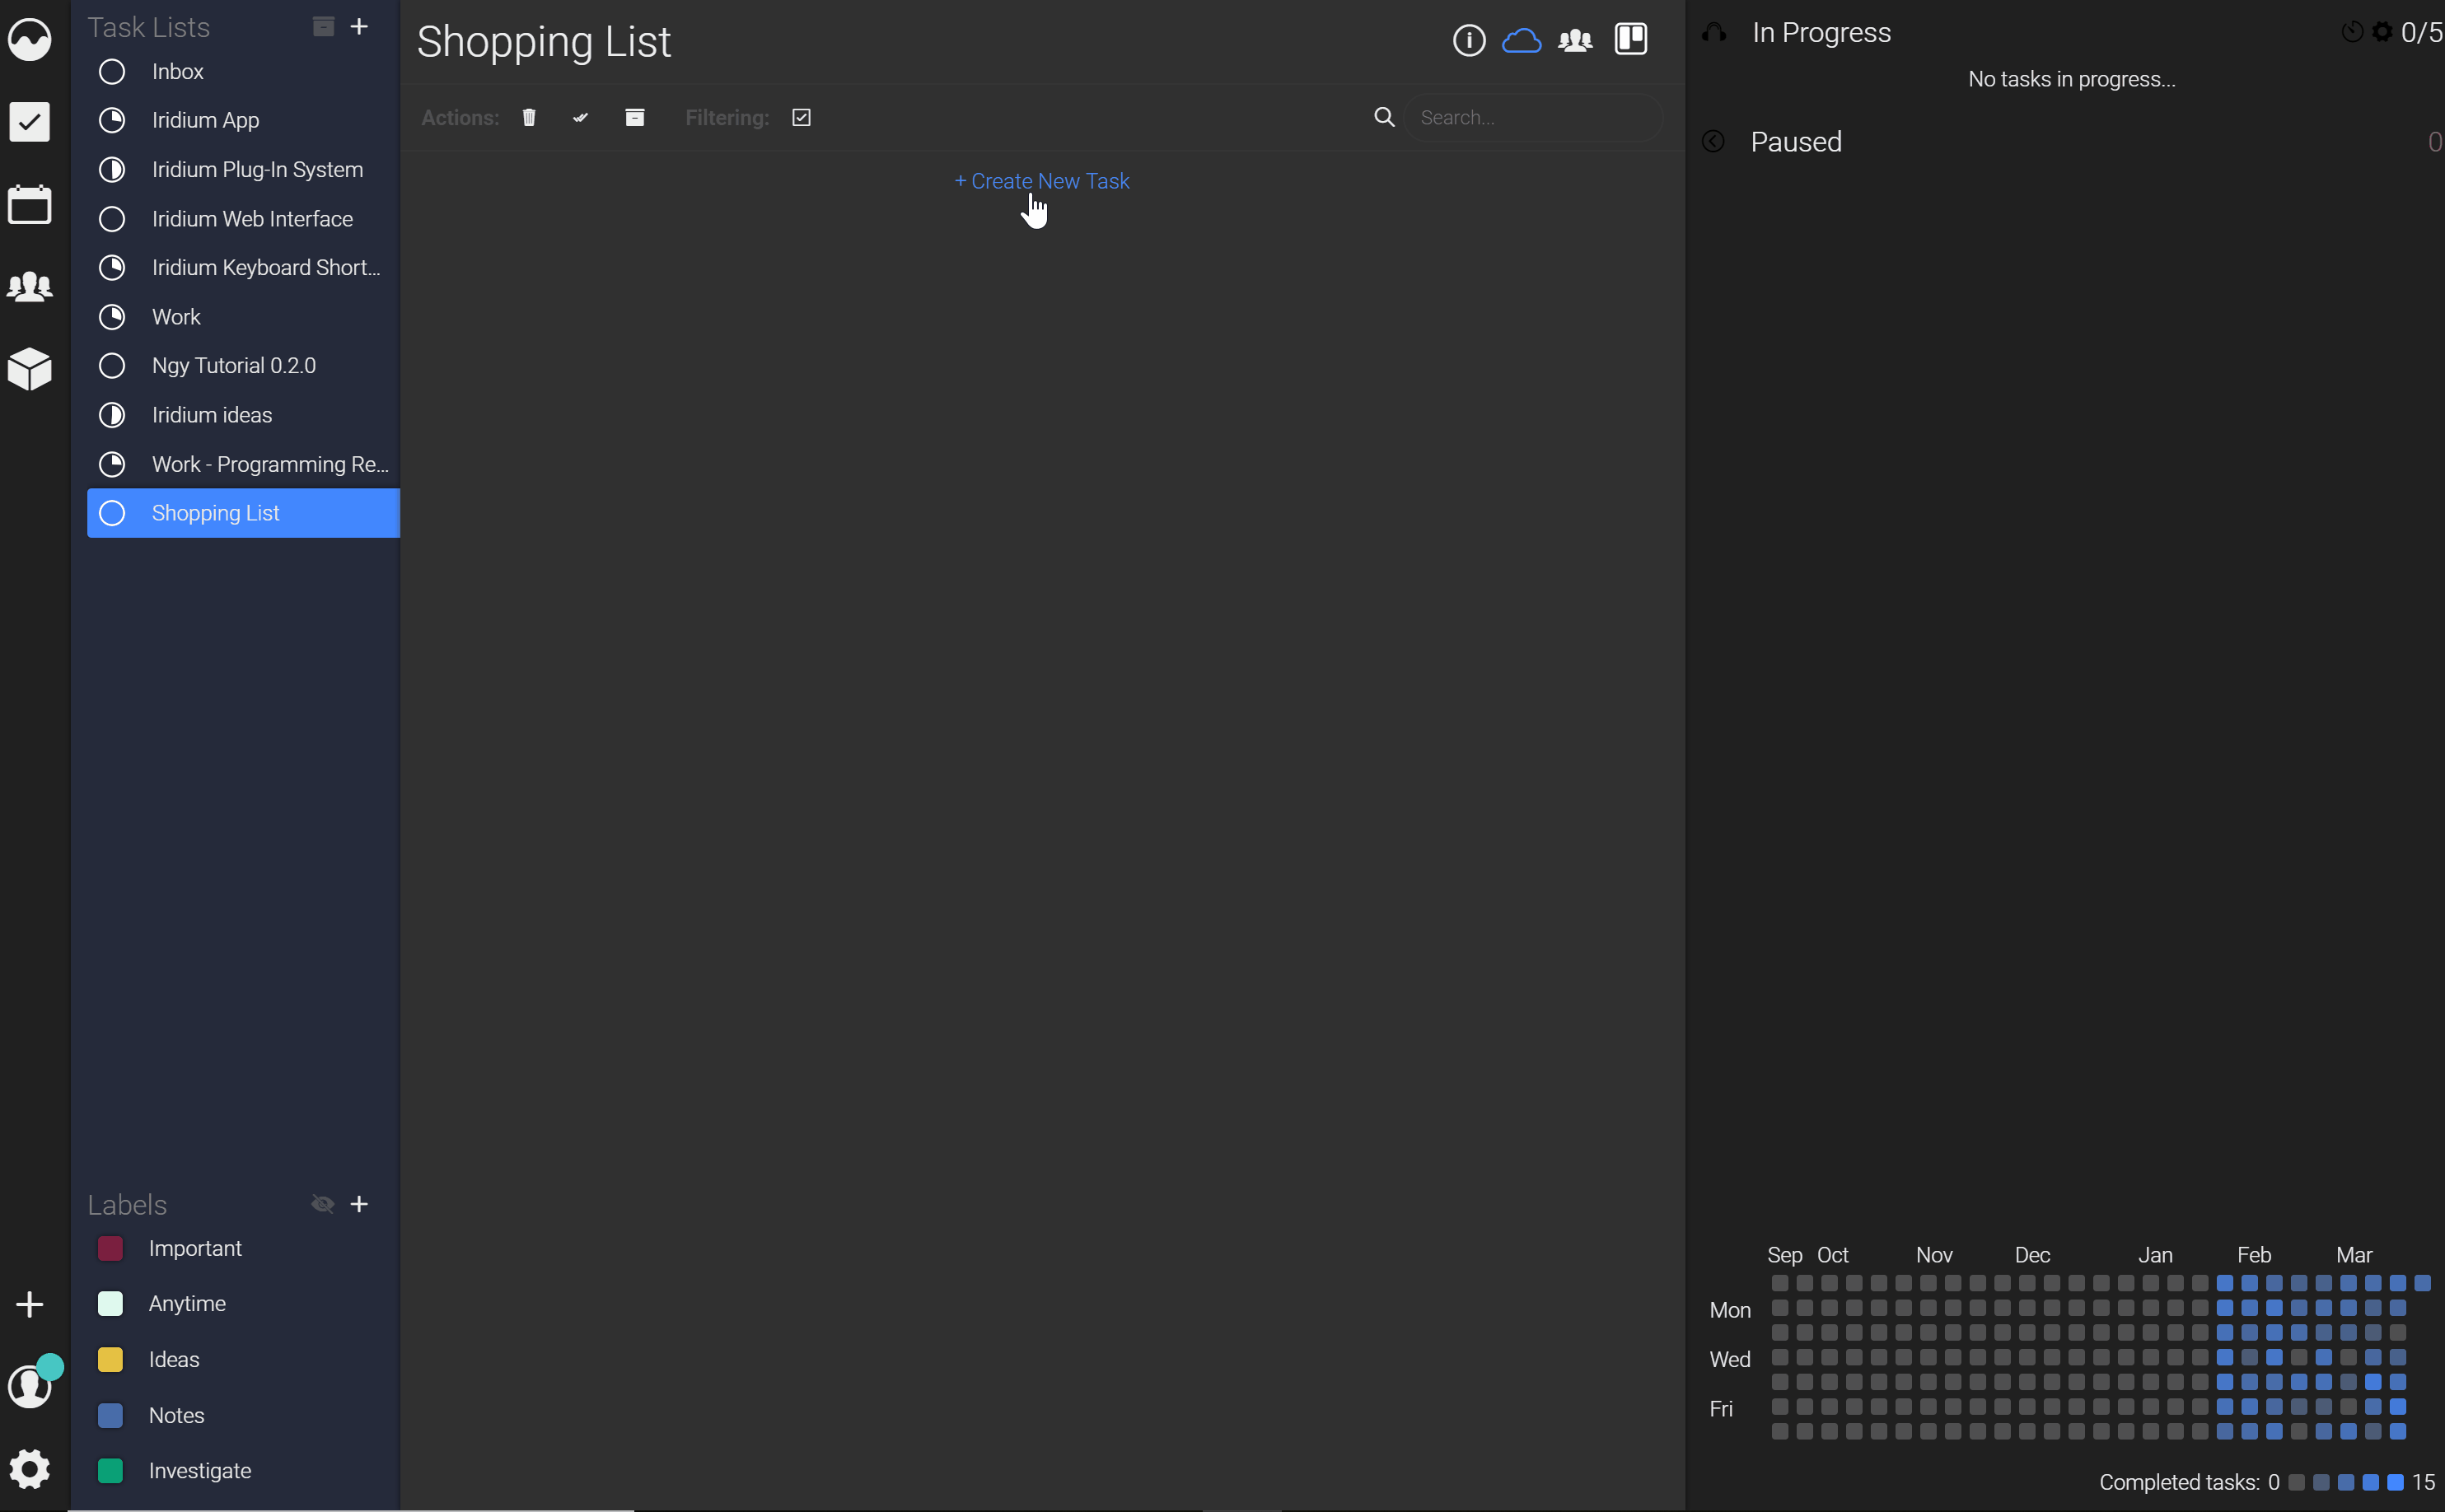 Task Lists
Inbox
Iridium App
Iridium Plug-In System
Iridium Web Interface
Iridium Keyboard Short...
Work
Ngy Tutorial 0.2.0
Iridium ideas
Work - Programming Re...
Shopping List
Labels
Important
Anytime
Ideas
Notes
Investigate
Shopping List
Actions: Filtering: Search...
+ Create New Task
In Progress 0/5
No tasks in progress...
Paused 0
Sep Oct Nov Dec Jan Feb Mar
Mon
Wed
Fri
Completed tasks: 0 15